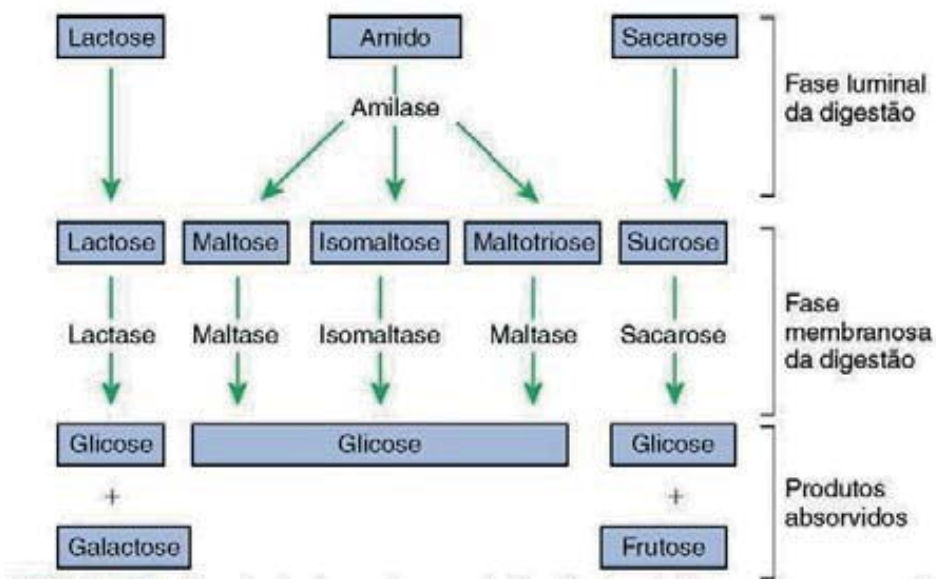 Lactose
Amido
Sacarose
Fase luminal
da digestão
Amilase
Lactose
Maltose
Isomaltose
Maltotriose
Sucrose
Fase
membranosa
da digestão
Lactase
Maltase
Isomaltase
Maltase
Sacarose
Glicose
Glicose
Glicose
+
+
Produtos
absorvidos
Galactose
Frutose